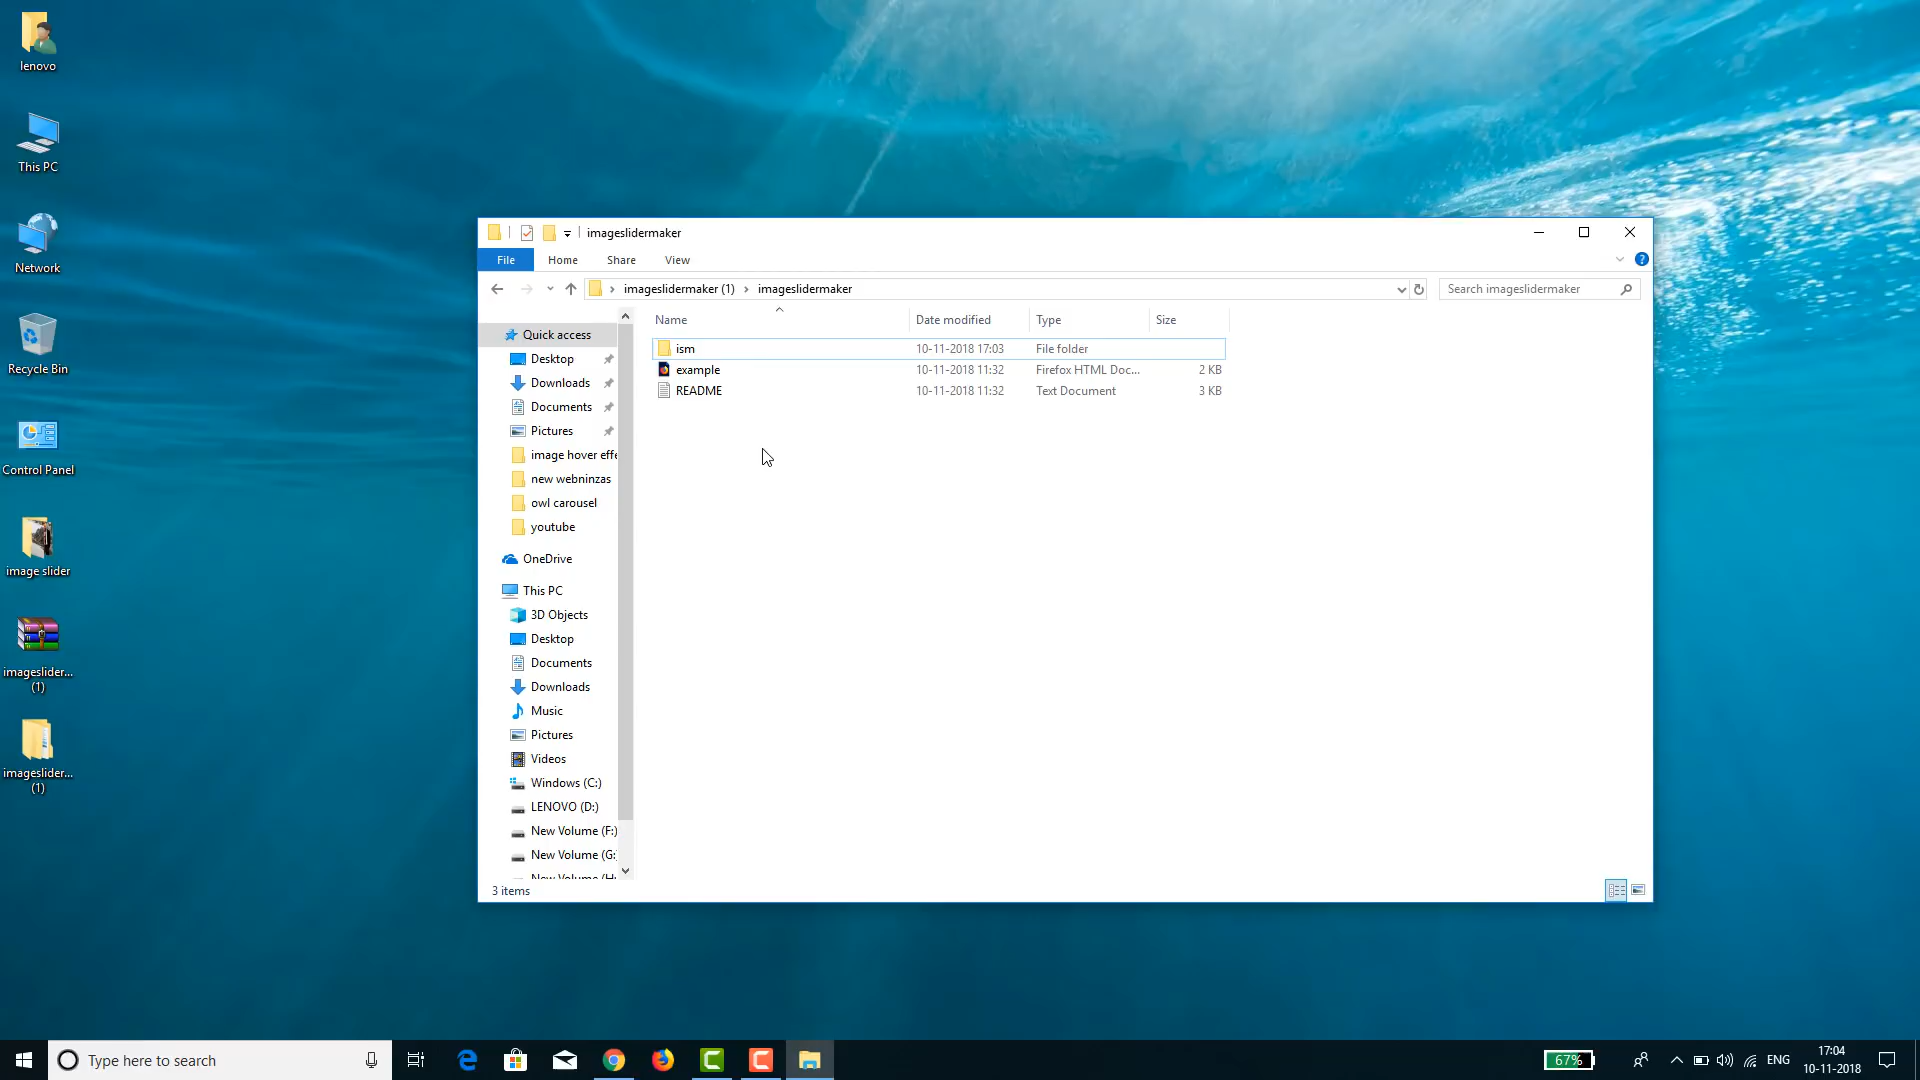 lenovo
This PC
Network
Recycle Bin
Control Panel
image slider
imageslider...
(1)
imageslider...
(1)
imageslidermaker
File Home Share View
imageslidermaker (1) imageslidermaker
Search imageslidermaker
Quick access
Desktop
Downloads
Documents
Pictures
image hover effe
new webninzas
owl carousel
youtube
OneDrive
This PC
3D Objects
Desktop
Documents
Downloads
Music
Pictures
Videos
Windows (C:)
LENOVO (D:)
New Volume (F:)
New Volume (G:
New Volume (H:
Name Date modified Type Size
ism 10-11-2018 17:03 File folder
example 10-11-2018 11:32 Firefox HTML Doc... 2 KB
README 10-11-2018 11:32 Text Document 3 KB
3 items
Type here to search
67%
ENG
17:04
10-11-2018